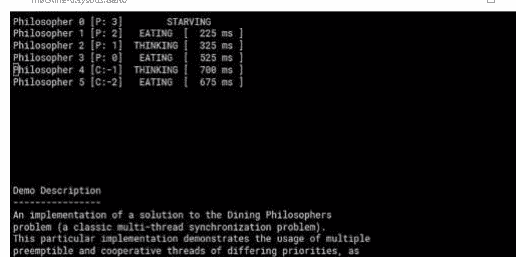 Philosopher 0 [P: 3] STARVING
Philosopher 1 [P: 2] EATING [ 225 ms ]
Philosopher 2 [P: 1] THINKING [ 325 ms ]
Philosopher 3 [P: 0] EATING [ 525 ms ]
Philosopher 4 [C:-1] THINKING [ 700 ms ]
Philosopher 5 [C:-2] EATING [ 675 ms ]
Demo Description
----------------
An implementation of a solution to the Dining Philosophers
problem (a classic multi-thread synchronization problem).
This particular implementation demonstrates the usage of multiple
preemptible and cooperative threads of differing priorities, as